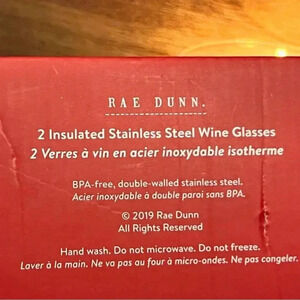 RAE DUNN.
2 Insulated Stainless Steel Wine Glasses
2 Verres à vin en acier inoxydable isotherme
BPA-free, double-walled stainless steel.
Acier inoxydable à double paroi sans BPA.
© 2019 Rae Dunn
All Rights Reserved
Hand wash. Do not microwave. Do not freeze.
Laver à la main. Ne va pas au four à micro-ondes. Ne pas congeler.